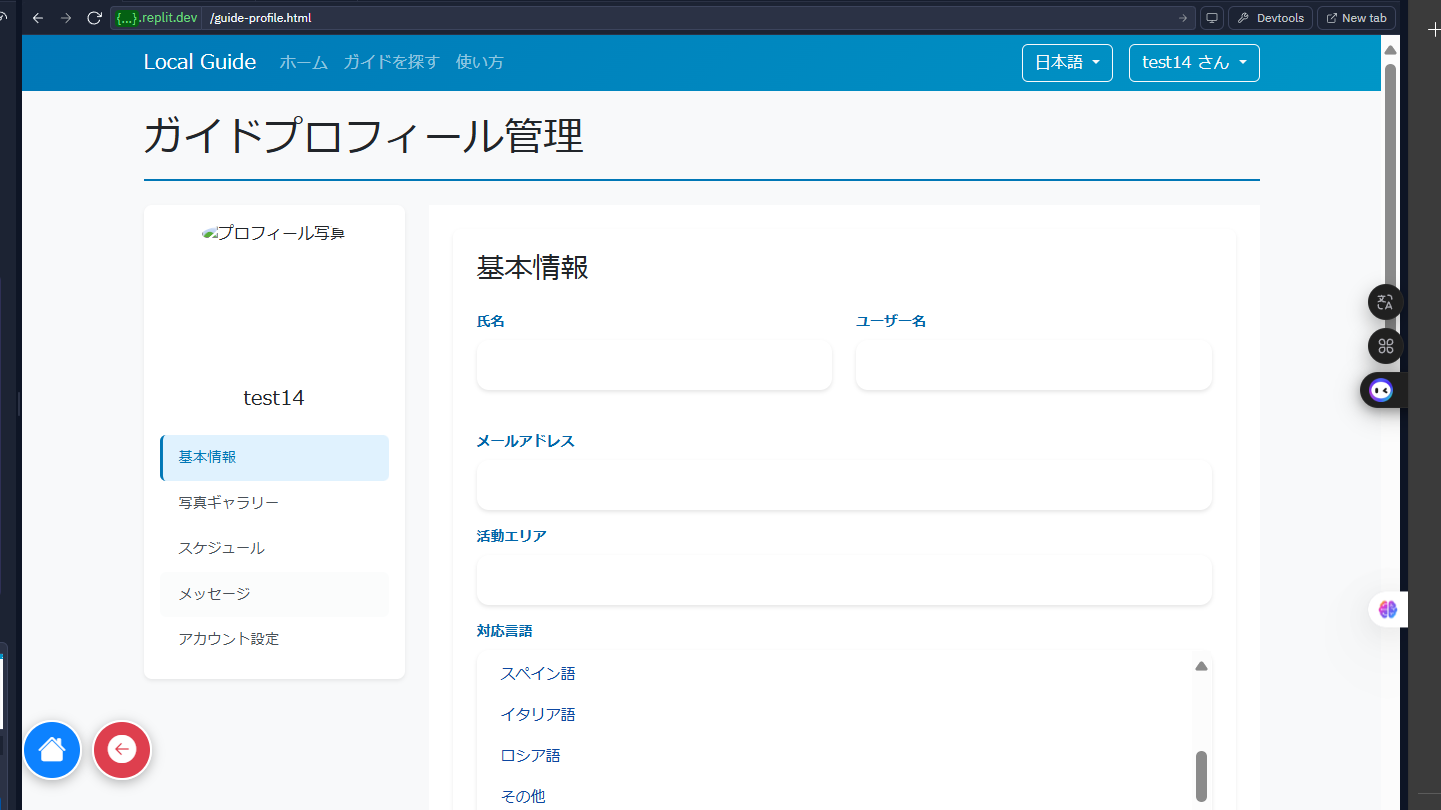 {...}.replit.dev /guide-profile.html Devtools New tab
Local Guide ホーム ガイドを探す 使い方 日本語 test14 さん
ガイドプロフィール管理
プロフィール写真
test14
基本情報
写真ギャラリー
スケジュール
メッセージ
アカウント設定
基本情報
氏名
ユーザー名
メールアドレス
活動エリア
対応言語
スペイン語
イタリア語
ロシア語
その他